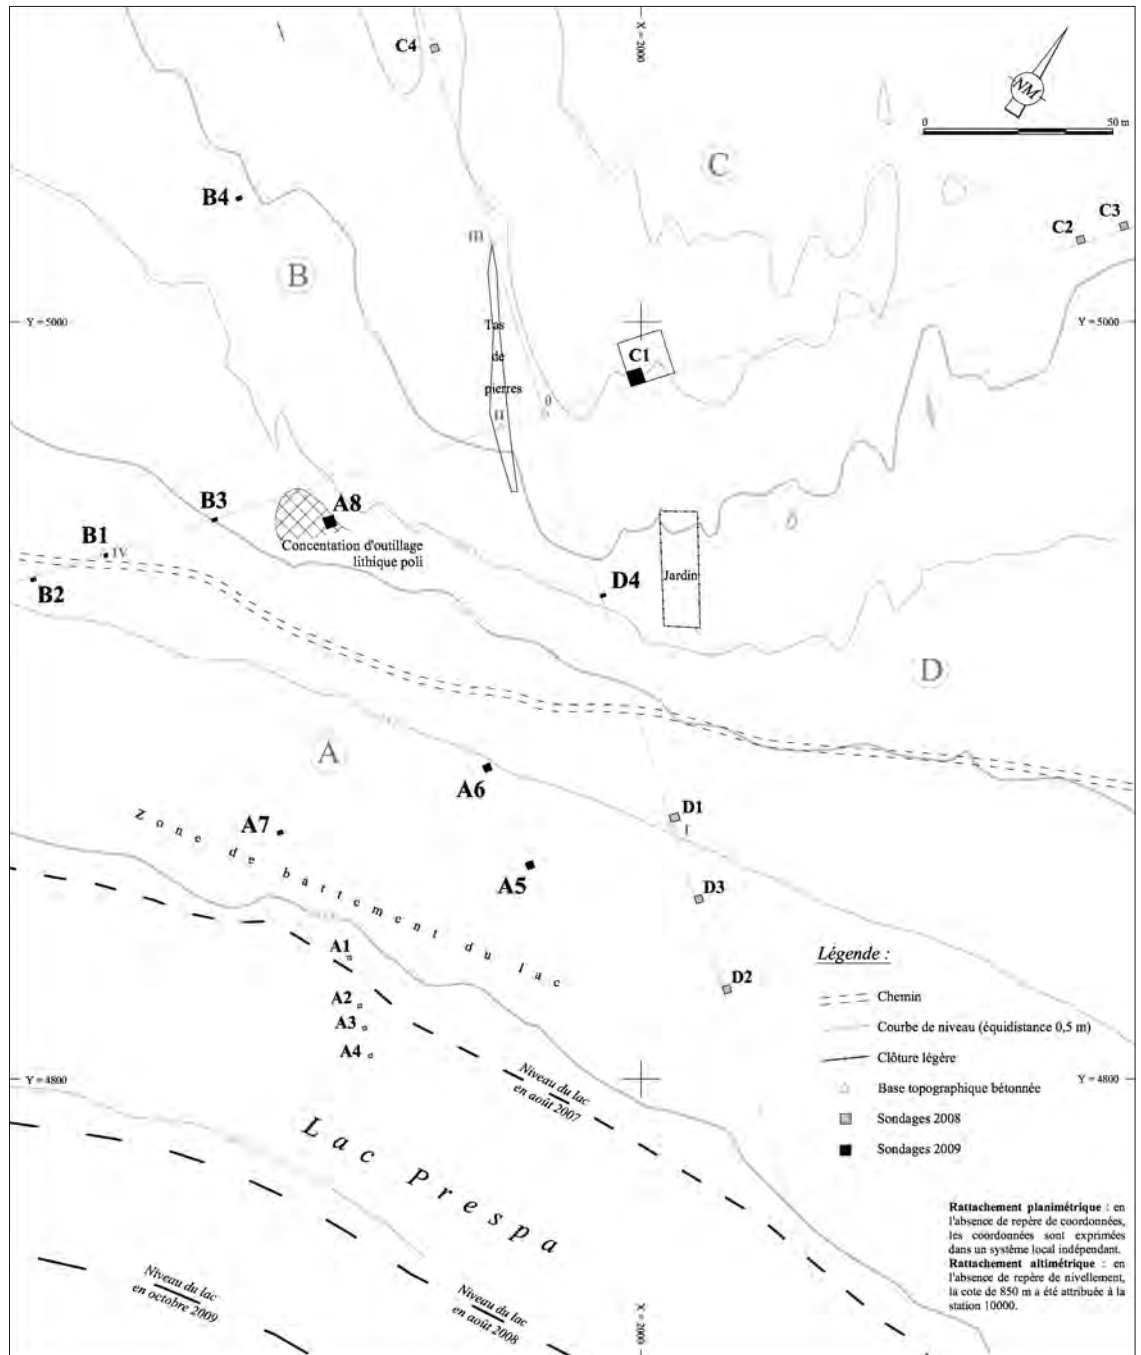 C4
X = 2000
NM
0 50 m
C
B4
III
C3
C2
B
Y = 5000
Y = 5000
Tas
de
pierres
C1
0
II
B3
A8
B1
IV
Concentation d'outillage
lithique poli
B2
D4
Jardin
D
A
A6
D1
I
A7
Zone de battement du lac
A5
D3
A1
D2
A2
A3
A4
Légende :
Chemin
Courbe de niveau (équidistance 0,5 m)
Clôture légère
Base topographique bétonnée
Sondages 2008
Sondages 2009
Y = 4800
Y = 4800
Niveau du lac
en août 2007
Lac Prespa
Rattachement planimétrique : en
l'absence de repère de coordonnées,
les coordonnées sont exprimées
dans un système local indépendant.
Rattachement altimétrique : en
l'absence de repère de nivellement,
la cote de 850 m a été attribuée à la
station 10000.
Niveau du lac
en octobre 2009
Niveau du lac
en août 2008
X = 2000